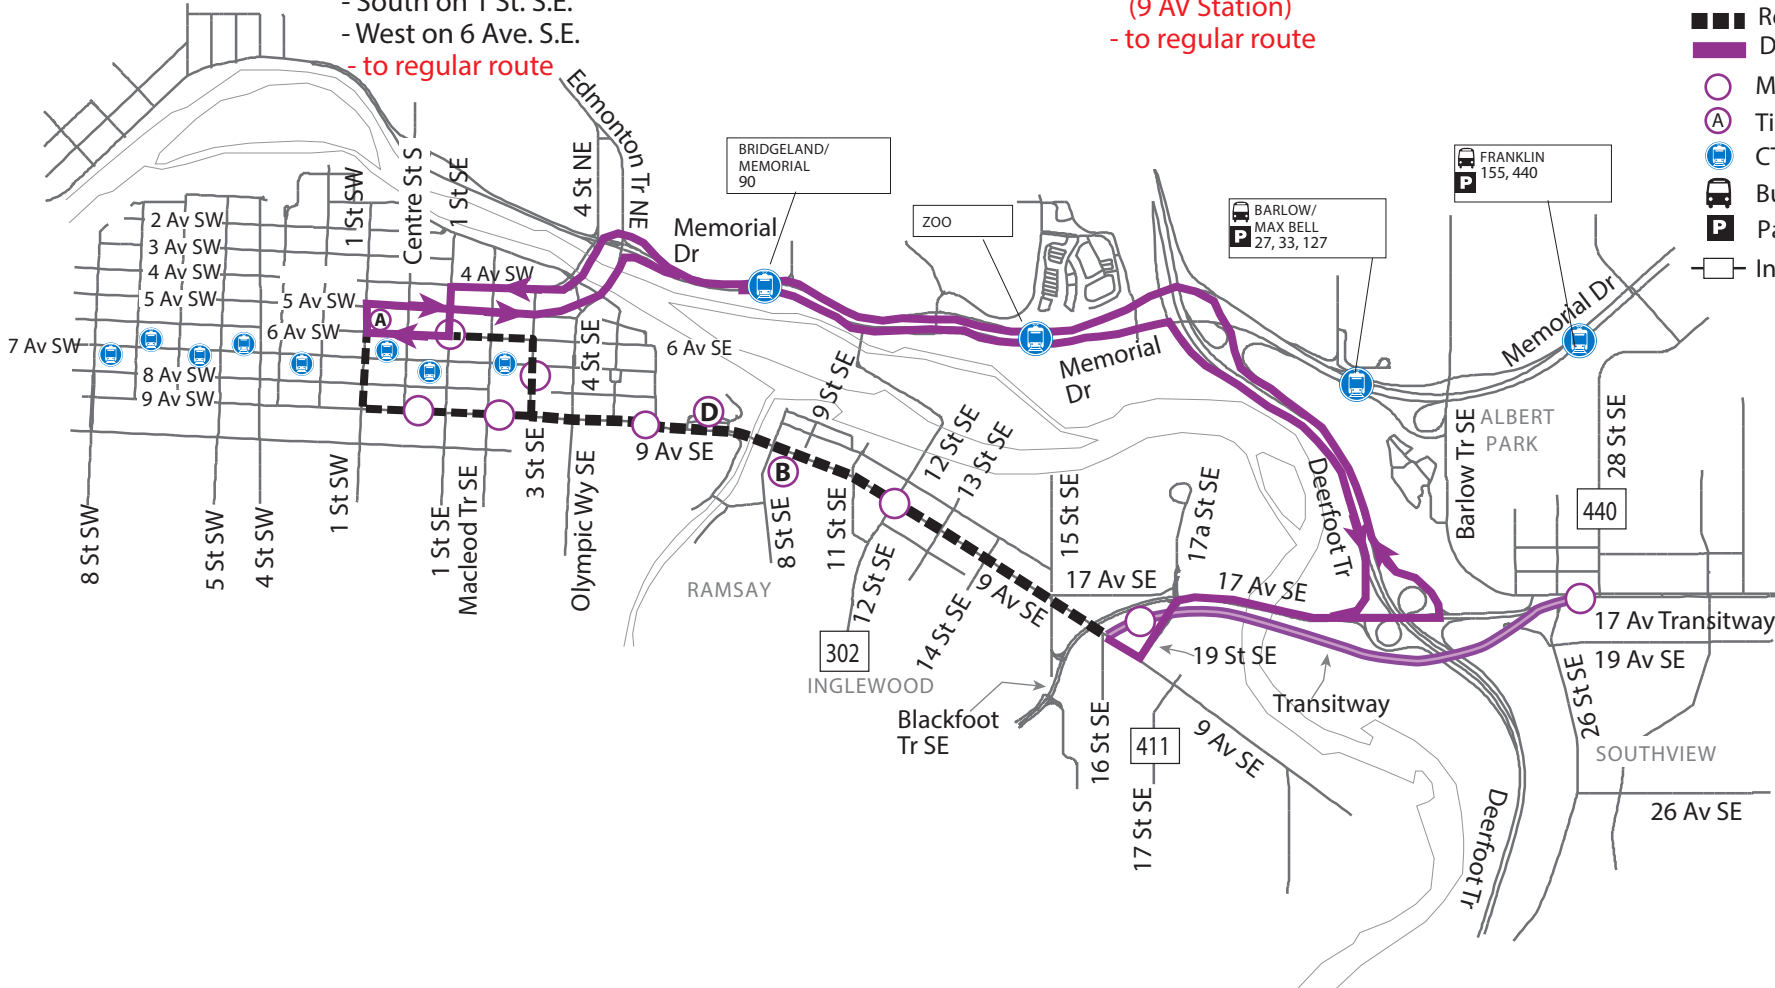 - South on 1 St. S.E.
- West on 6 Ave. S.E.
- to regular route
(9 AV Station)
- to regular route
Edmonton Tr NE
4 St NE
1 St SW
Centre St S
1 St SE
BRIDGELAND/
MEMORIAL
90
ZOO
BARLOW/
MAX BELL
27, 33, 127
P
FRANKLIN
155, 440
P
M
A
Ti
CT
Bu
P
Pa
In
2 Av SW
3 Av SW
4 Av SW
5 Av SW
5 Av SW
4 Av SW
6 Av SW
7 Av SW
8 Av SW
9 Av SW
A
Memorial
Dr
Memorial
Dr
Memorial Dr
4 St SE
6 Av SE
9 St SE
D
B
9 Av SE
12 St SE
13 St SE
ALBERT
PARK
Barlow Tr SE
28 St SE
440
8 St SW
5 St SW
4 St SW
1 St SW
1 St SE
Macleod Tr SE
3 St SE
Olympic Wy SE
8 St SE
11 St SE
12 St SE
14 St SE
9 Av SE
15 St SE
17a St SE
17 Av SE
17 Av SE
Deerfoot Tr
RAMSAY
302
INGLEWOOD
Blackfoot
Tr SE
16 St SE
411
17 St SE
19 St SE
Transitway
9 Av SE
17 Av Transitway
19 Av SE
26 St SE
SOUTHVIEW
26 Av SE
Deerfoot Tr